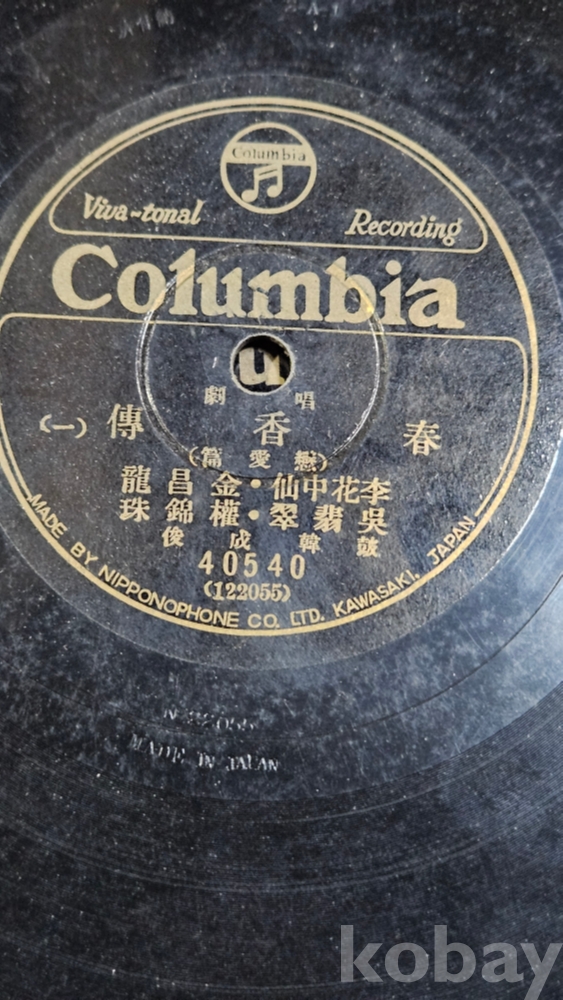 Columbia
Viva-tonal Recording
Columbia
唱劇
春香傳(一)
(戀愛篇)
李花中仙・金昌龍
吳翡翠・權錦珠
鼓韓成俊
40540
(122055)
MADE BY NIPPONOPHONE CO., LTD. KAWASAKI, JAPAN
MADE IN JAPAN
kobay